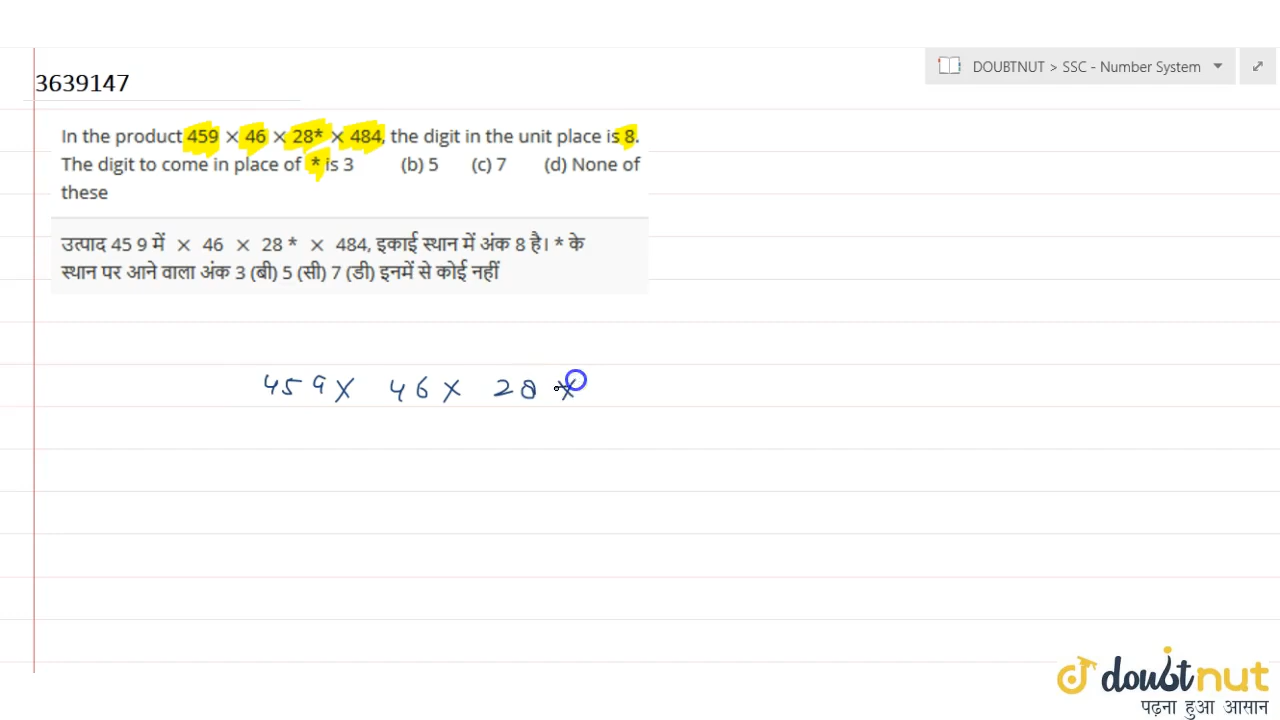 DOUBTNUT > SSC - Number System
3639147
In the product 459 × 46 × 28* × 484, the digit in the unit place is 8.
The digit to come in place of * is 3 (b) 5 (c) 7 (d) None of
these
उत्पाद 45 9 में × 46 × 28 * × 484, इकाई स्थान में अंक 8 है। * के
स्थान पर आने वाला अंक 3 (बी) 5 (सी) 7 (डी) इनमें से कोई नहीं
459 × 46 × 28 *
doubtnut
पढ़ना हुआ आसान